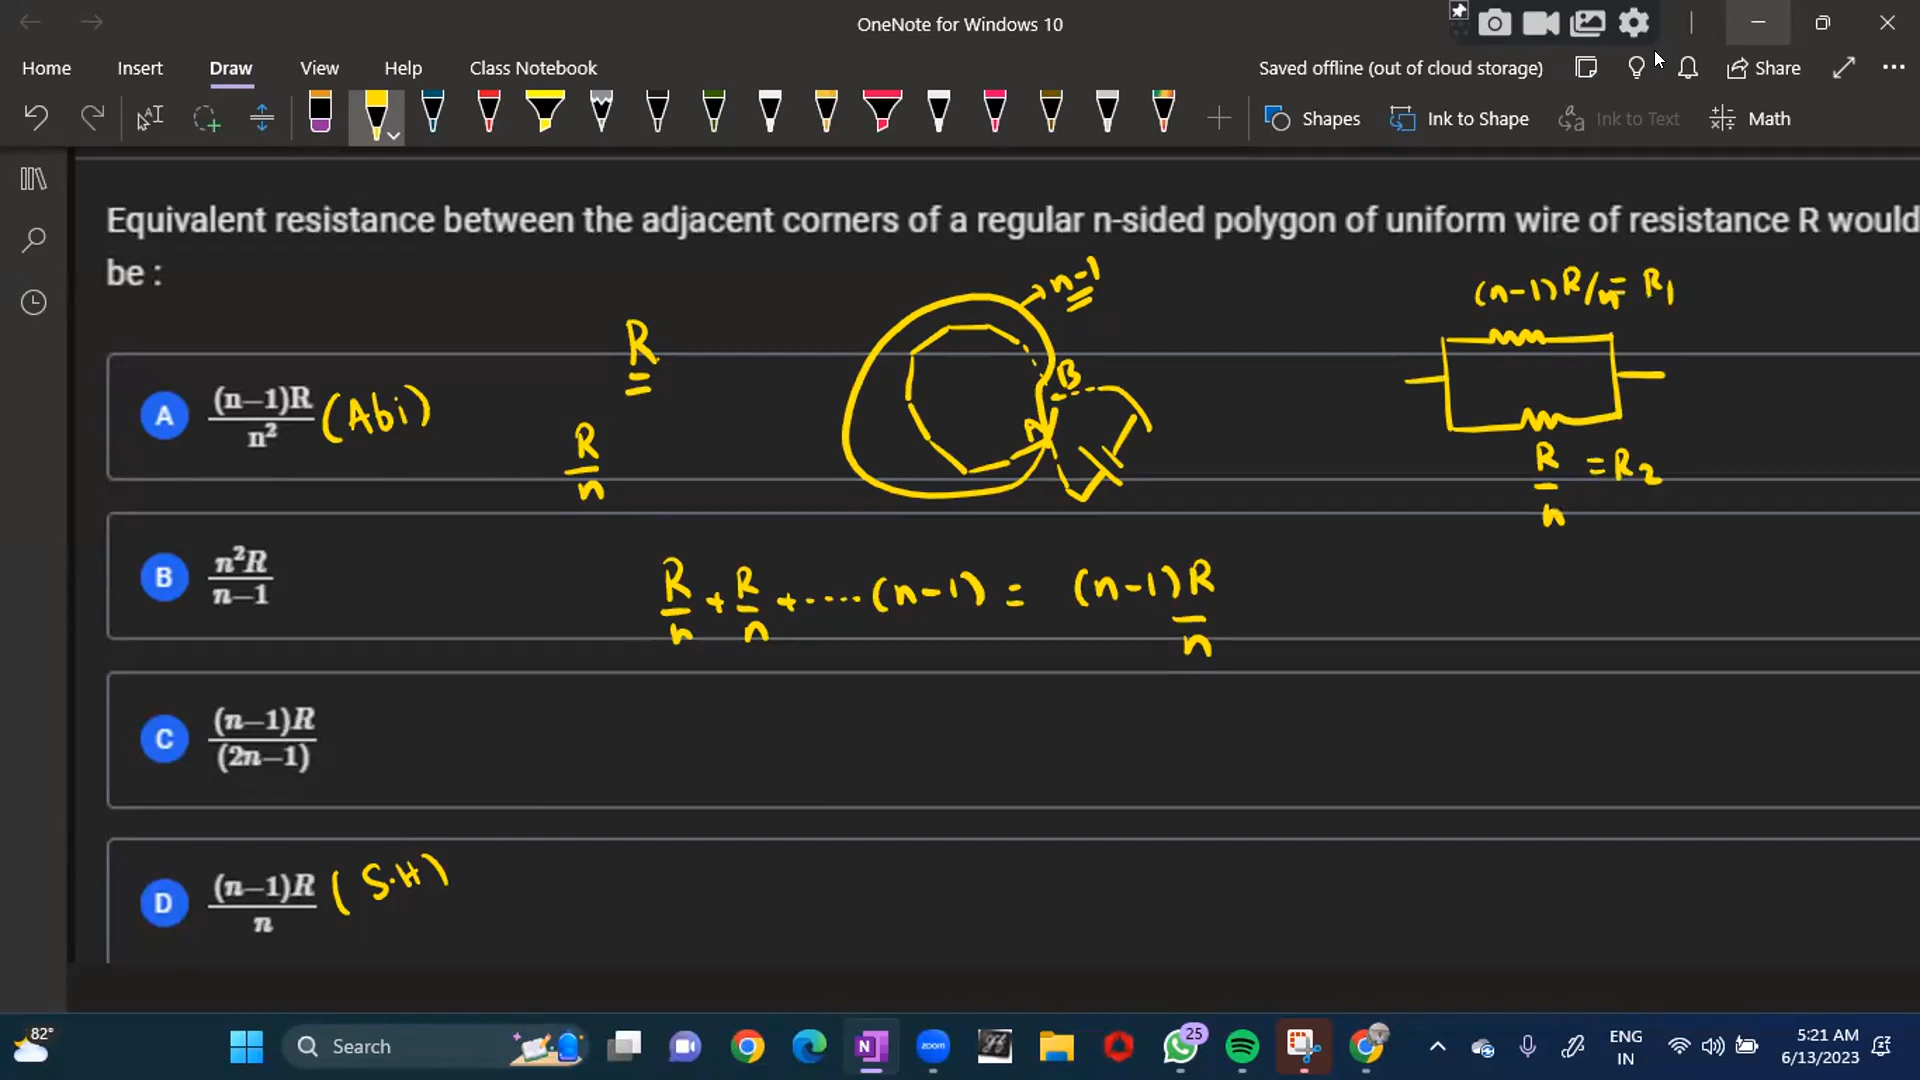 OneNote for Windows 10
Home Insert Draw View Help Class Notebook
Saved offline (out of cloud storage) Share
Shapes Ink to Shape Ink to Text Math
Equivalent resistance between the adjacent corners of a regular n-sided polygon of uniform wire of resistance R would
be :
n-1
(n-1)R/n = R1
R
B
A
A (n−1)R/n² (Abi)
R/n
R/n = R2
B n²R/n−1
R/n + R/n + ..... (n-1) = (n-1)R/n
C (n−1)R/(2n−1)
D (n−1)R/n (S.H)
82°
Search
zoom
25
ENG
IN
5:21 AM
6/13/2023